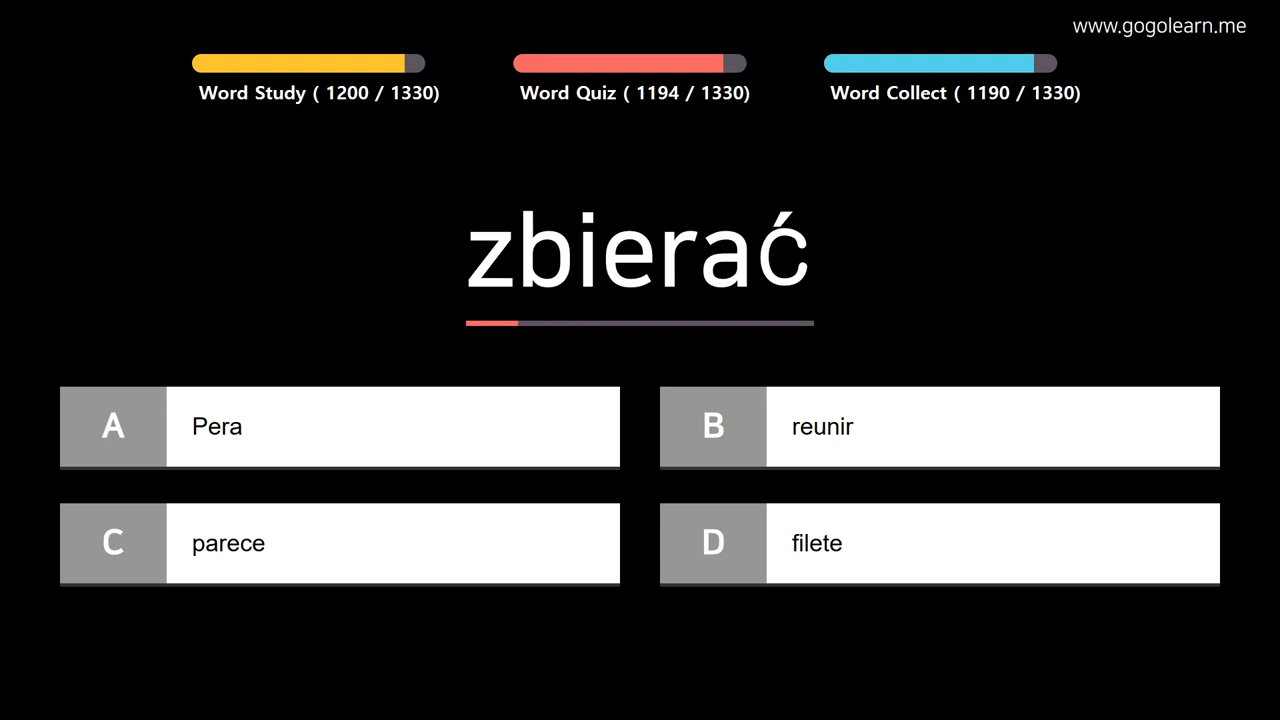 www.gogolearn.me
Word Study ( 1200 / 1330)
Word Quiz ( 1194 / 1330)
Word Collect ( 1190 / 1330)
zbierać
A Pera
B reunir
C parece
D filete